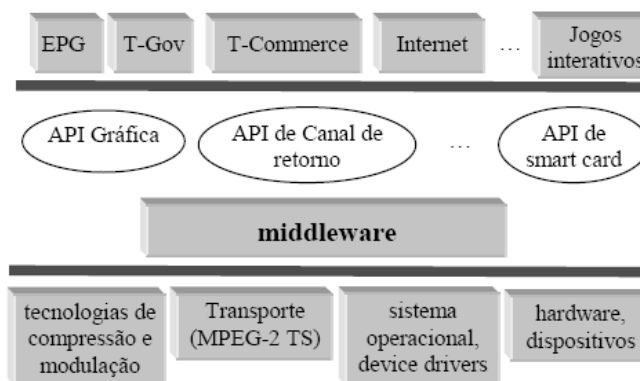 EPG T-Gov T-Commerce Internet … Jogos
interativos
API Gráfica API de Canal de
retorno … API de
smart card
middleware
tecnologias de
compressão e
modulação
Transporte
(MPEG-2 TS)
sistema
operacional,
device drivers
hardware,
dispositivos